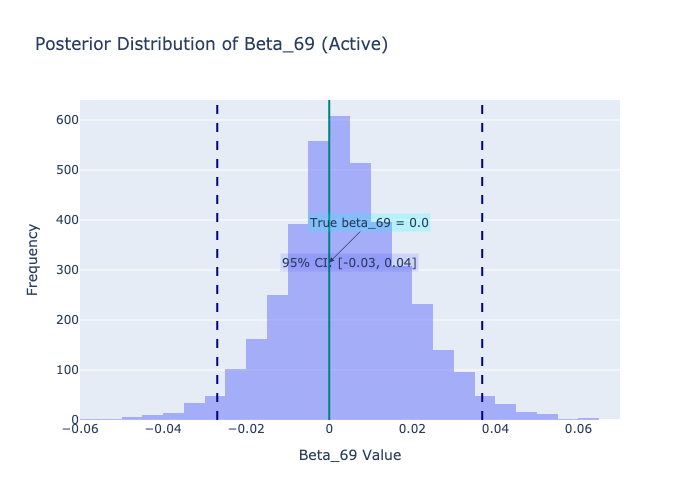 Posterior Distribution of Beta_69 (Active)
600
500
400
300
200
100
0
Frequency
True beta_69 = 0.0
95% CI: [-0.03, 0.04]
−0.06
−0.04
−0.02
0
0.02
0.04
0.06
Beta_69 Value